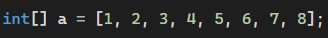 int[] a = [1, 2, 3, 4, 5, 6, 7, 8];